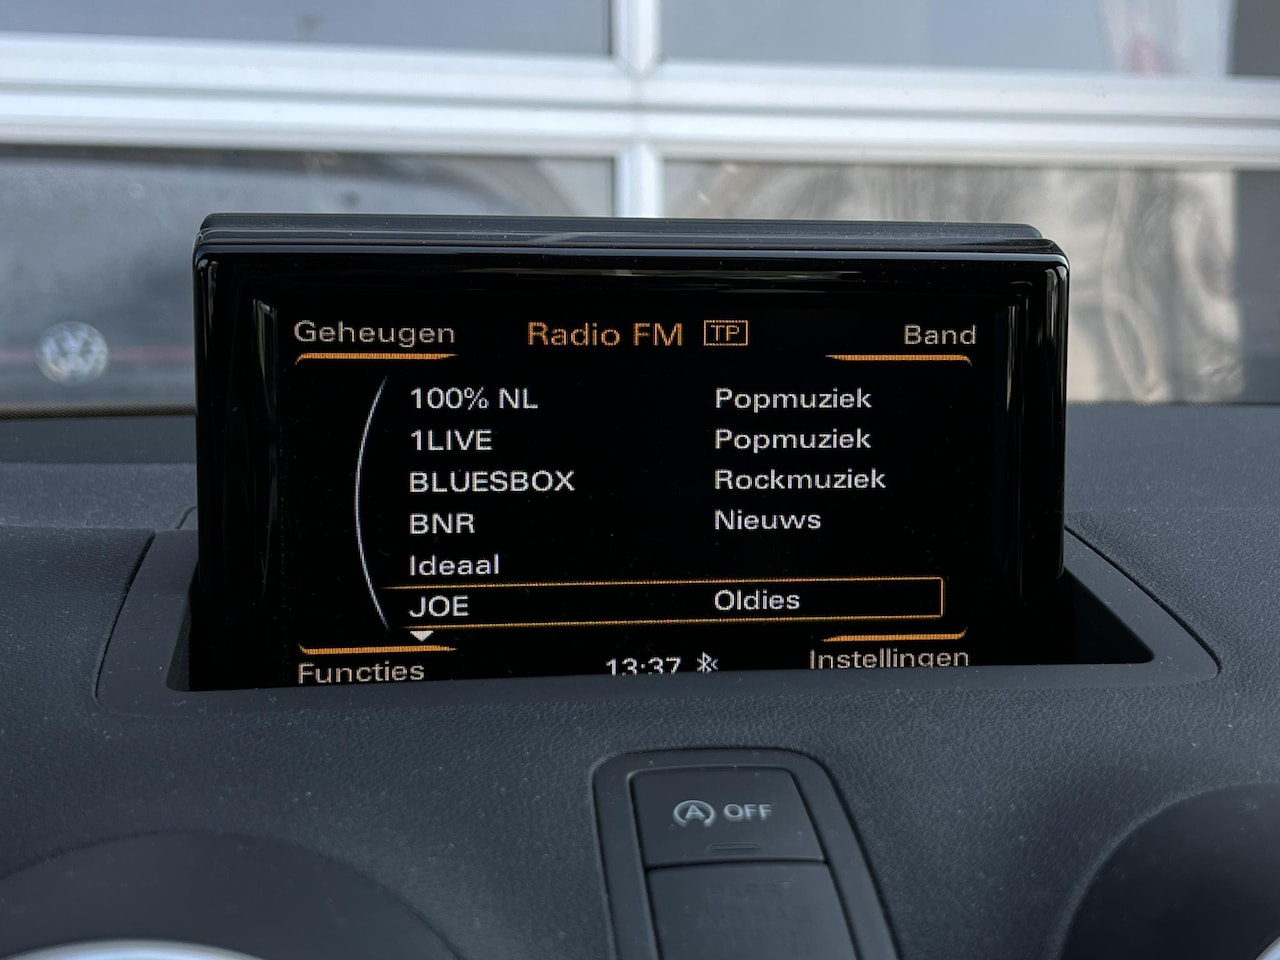 Geheugen Radio FM TP Band
100% NL Popmuziek
1LIVE Popmuziek
BLUESBOX Rockmuziek
BNR Nieuws
Ideaal
JOE Oldies
Functies 13:37 Instellingen
A OFF